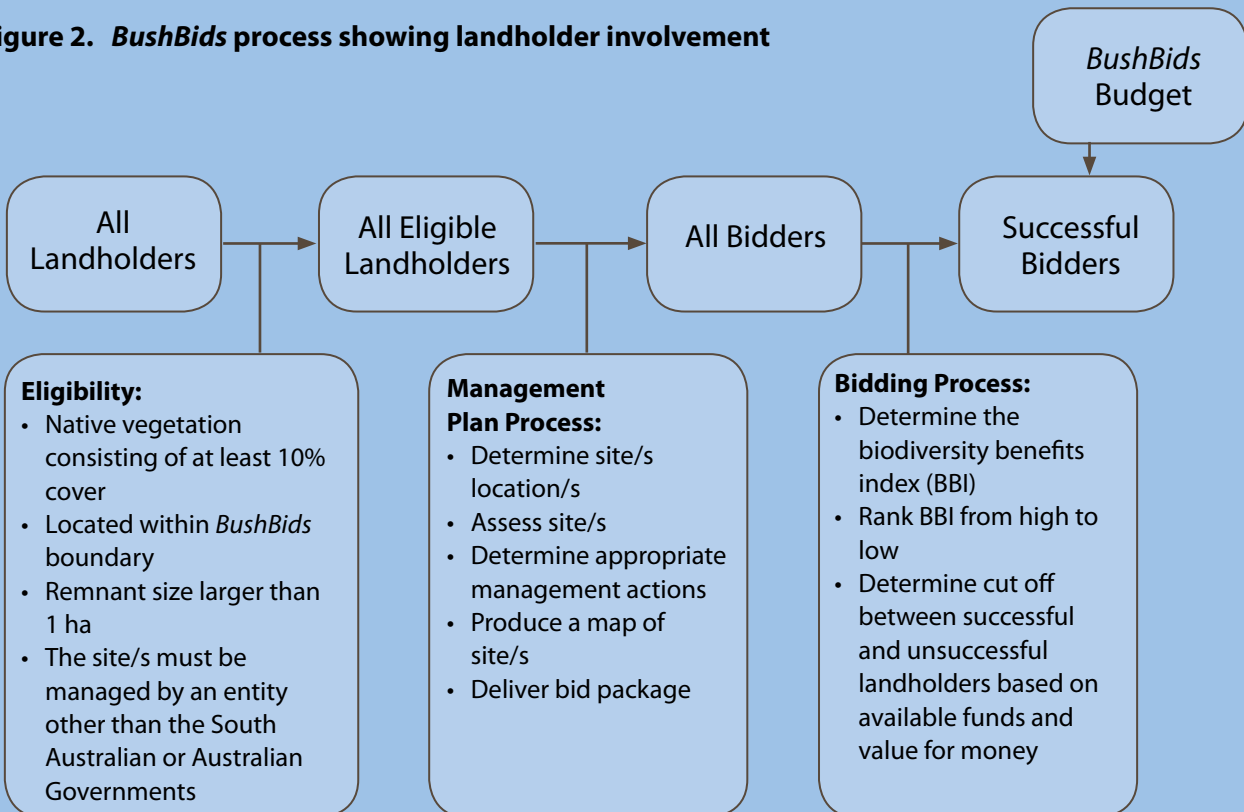 igure 2. BushBids process showing landholder involvement
BushBids
Budget
All
Landholders
All Eligible
Landholders
All Bidders
Successful
Bidders
Eligibility:
• Native vegetation
consisting of at least 10%
cover
• Located within BushBids
boundary
• Remnant size larger than
1 ha
• The site/s must be
managed by an entity
other than the South
Australian or Australian
Governments
Management
Plan Process:
• Determine site/s
location/s
• Assess site/s
• Determine appropriate
management actions
• Produce a map of
site/s
• Deliver bid package
Bidding Process:
• Determine the
biodiversity benefits
index (BBI)
• Rank BBI from high to
low
• Determine cut off
between successful
and unsuccessful
landholders based on
available funds and
value for money